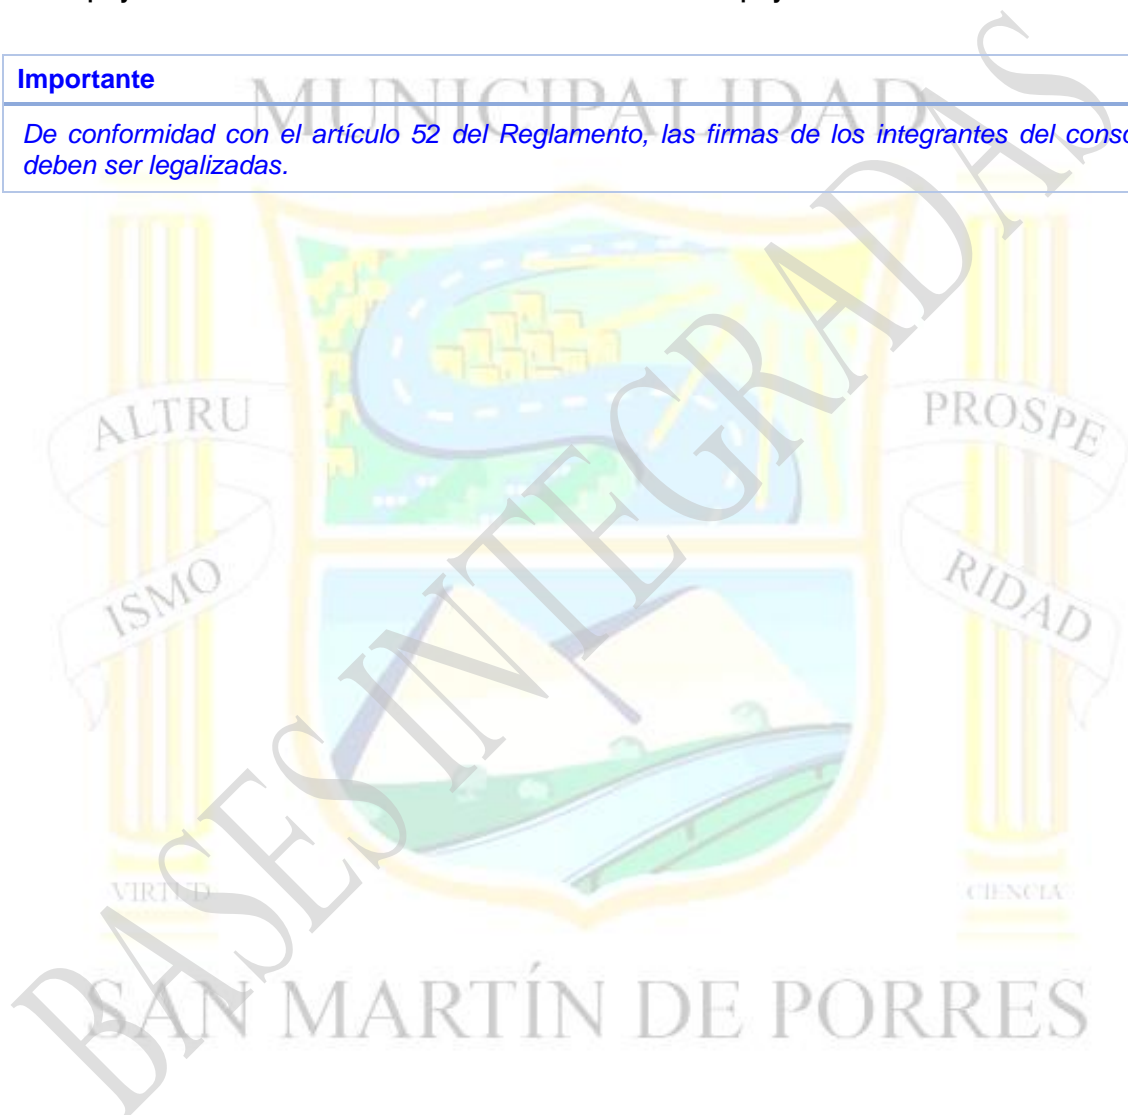 Importante
MUNICIPALIDAD
De conformidad con el artículo 52 del Reglamento, las firmas de los integrantes del conso
deben ser legalizadas.
ALTRU
PROSPE
ISMO
RIDAD
VIRTUD
CIENCIA
SAN MARTÍN DE PORRES
BASES INTEGRADAS